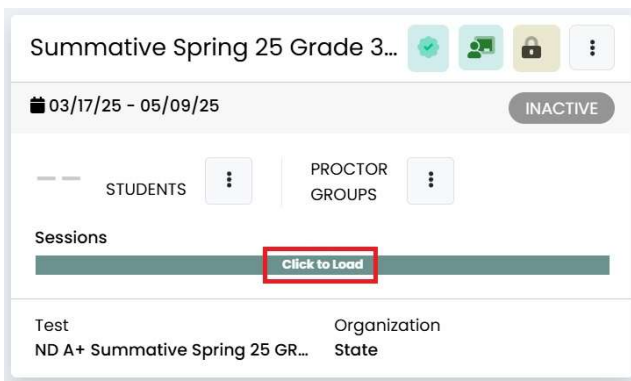 Summative Spring 25 Grade 3...
03/17/25 - 05/09/25
INACTIVE
STUDENTS
PROCTOR
GROUPS
Sessions
Click to Load
Test
ND A+ Summative Spring 25 GR...
Organization
State